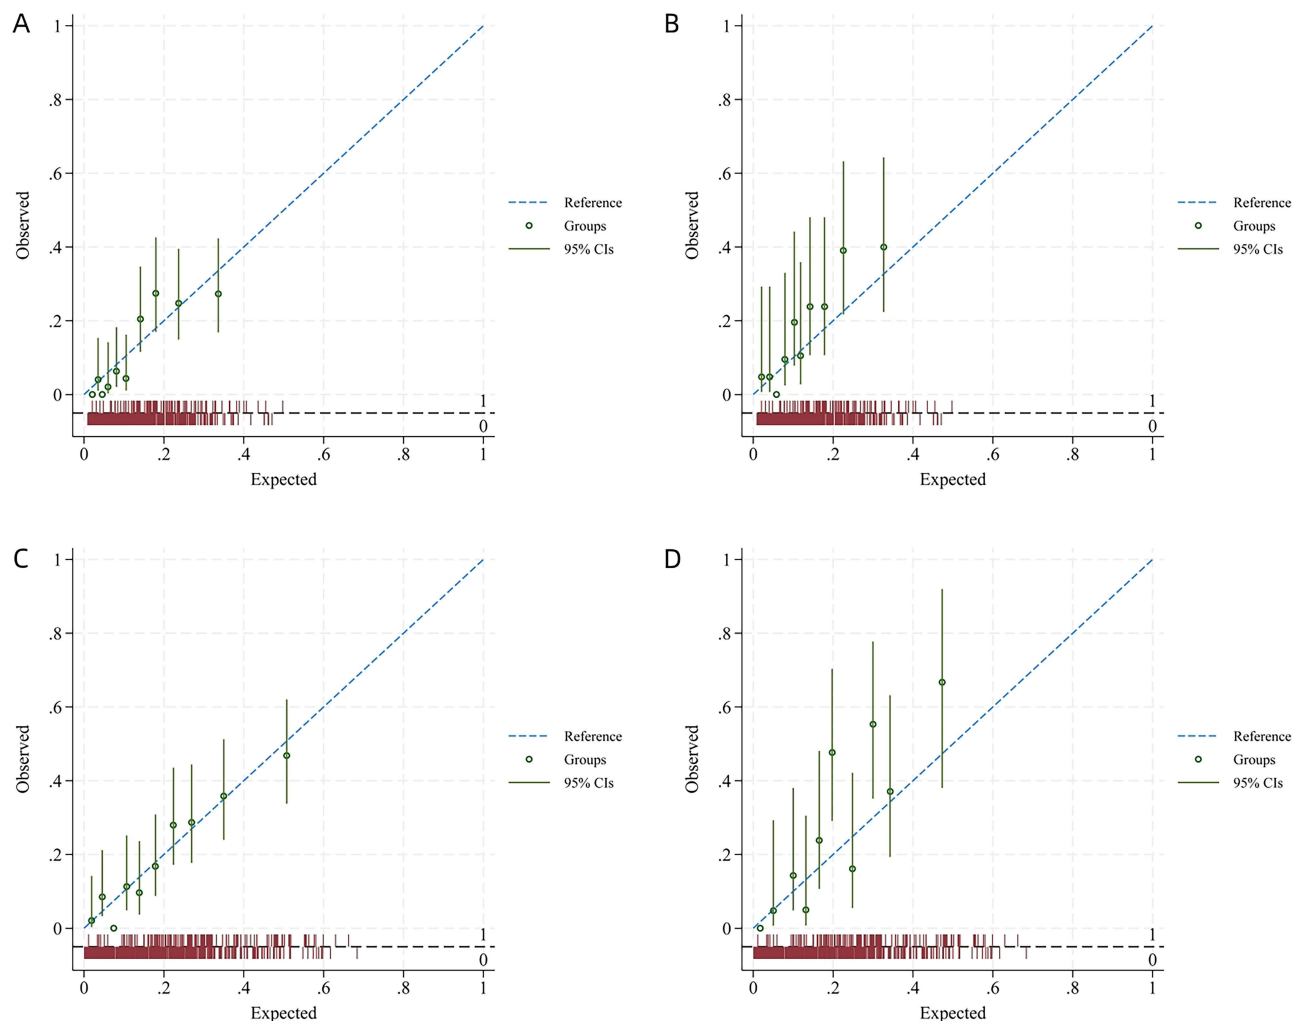 A
1
.8
.6
.4
.2
0
Observed
1
0
0 .2 .4 .6 .8 1
Expected
Reference
Groups
95% CIs
B
1
.8
.6
.4
.2
0
Observed
1
0
0 .2 .4 .6 .8 1
Expected
Reference
Groups
95% CIs
C
1
.8
.6
.4
.2
0
Observed
1
0
0 .2 .4 .6 .8 1
Expected
Reference
Groups
95% CIs
D
1
.8
.6
.4
.2
0
Observed
1
0
0 .2 .4 .6 .8 1
Expected
Reference
Groups
95% CIs